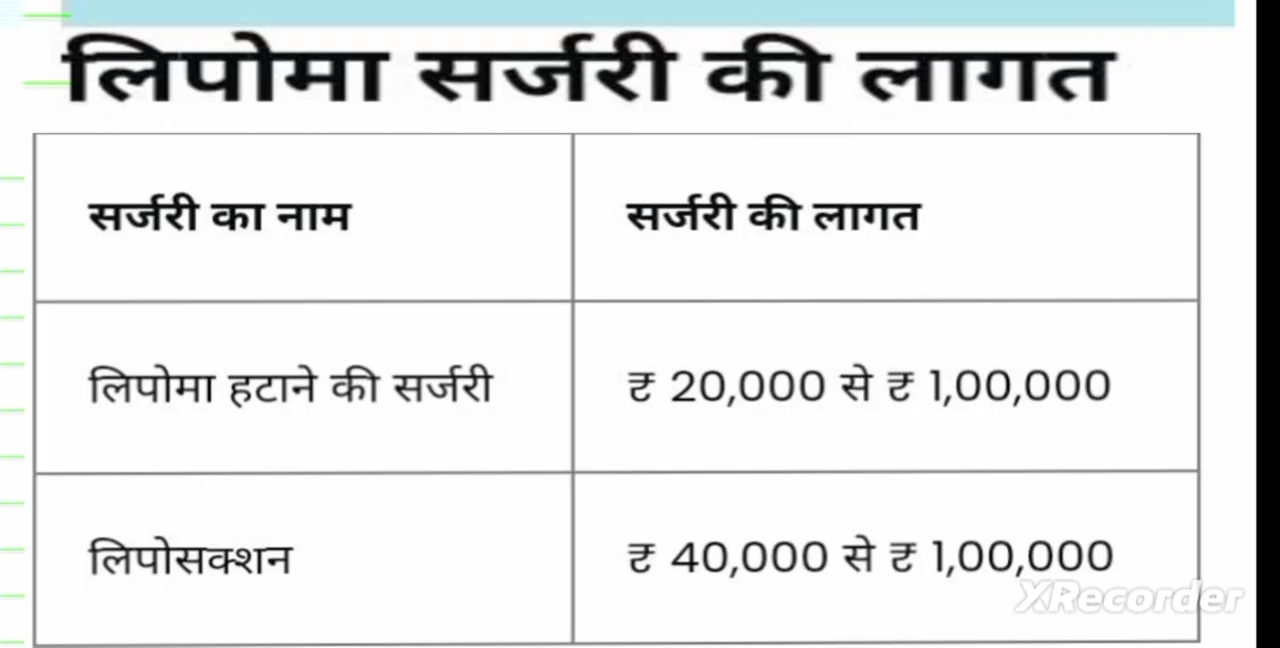 लिपोमा सर्जरी की लागत
सर्जरी का नाम सर्जरी की लागत
लिपोमा हटाने की सर्जरी ₹ 20,000 से ₹ 1,00,000
लिपोसक्शन ₹ 40,000 से ₹ 1,00,000
XRecorder